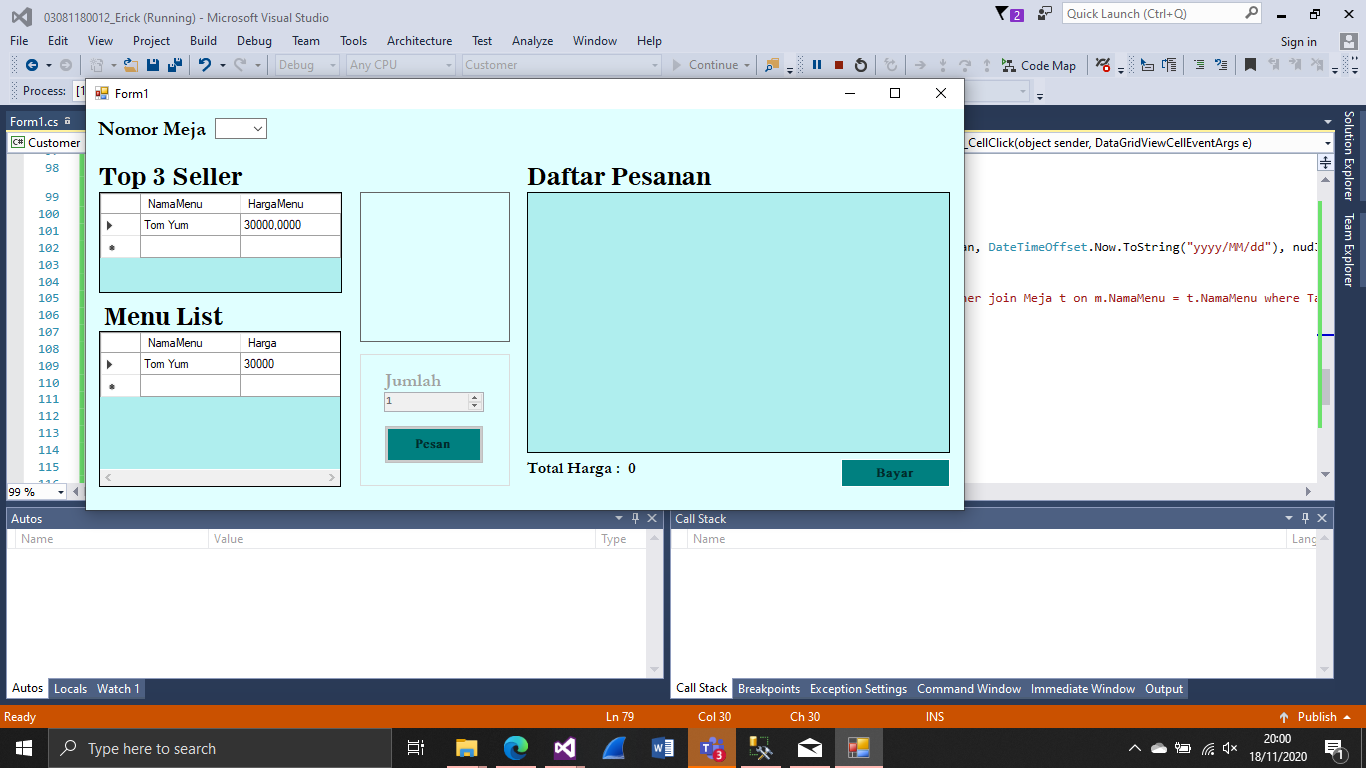 03081180012_Erick (Running) - Microsoft Visual Studio
2
Quick Launch (Ctrl+Q)
File Edit View Project Build Debug Team Tools Architecture Test Analyze Window Help
Sign in
Debug Any CPU Customer Continue Code Map
Process: [1
Form1
Form1.cs
Customer
_CellClick(object sender, DataGridViewCellEventArgs e)
Solution Explorer
Team Explorer
Nomor Meja
Top 3 Seller
NamaMenu HargaMenu
Tom Yum 30000,0000
Menu List
NamaMenu Harga
Tom Yum 30000
Jumlah
1
Pesan
Daftar Pesanan
Total Harga : 0
Bayar
98
99
100
101
102
an, DateTimeOffset.Now.ToString("yyyy/MM/dd"), nudJ
103
104
105
ner join Meja t on m.NamaMenu = t.NamaMenu where Ta
106
107
108
109
110
111
112
113
114
115
99 %
Autos
Name Value Type
Autos Locals Watch 1
Call Stack
Name Lang
Call Stack Breakpoints Exception Settings Command Window Immediate Window Output
Ready Ln 79 Col 30 Ch 30 INS Publish
Type here to search
3
20:00
18/11/2020
1